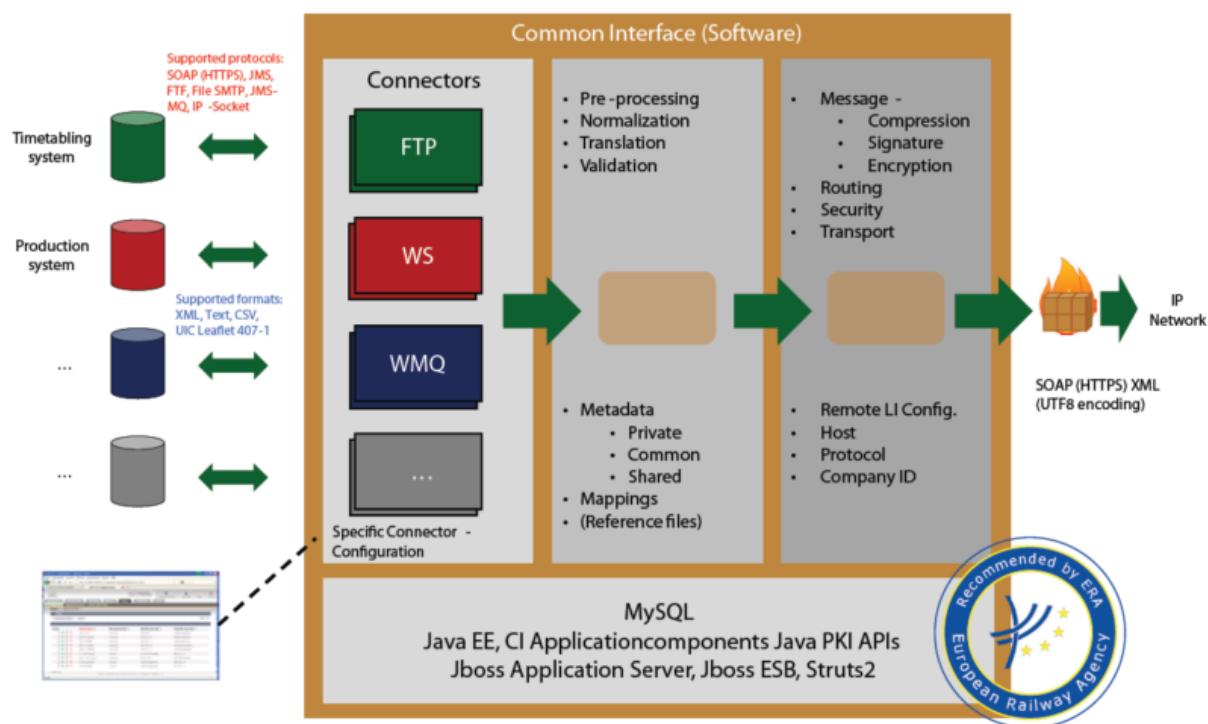 Common Interface (Software)
Supported protocols:
SOAP (HTTPS), JMS,
FTF, File SMTP, JMS-
MQ, IP -Socket
Timetabling
system
Production
system
Supported formats:
XML, Text, CSV,
UIC Leaflet 407-1
...
...
Connectors
FTP
WS
WMQ
...
Specific Connector -
Configuration
• Pre -processing
• Normalization
• Translation
• Validation
• Metadata
• Private
• Common
• Shared
• Mappings
• (Reference files)
• Message -
• Compression
• Signature
• Encryption
• Routing
• Security
• Transport
• Remote LI Config.
• Host
• Protocol
• Company ID
IP
Network
SOAP (HTTPS) XML
(UTF8 encoding)
MySQL
Java EE, CI Applicationcomponents Java PKI APIs
Jboss Application Server, Jboss ESB, Struts2
Recommended by ERA
European Railway Agency